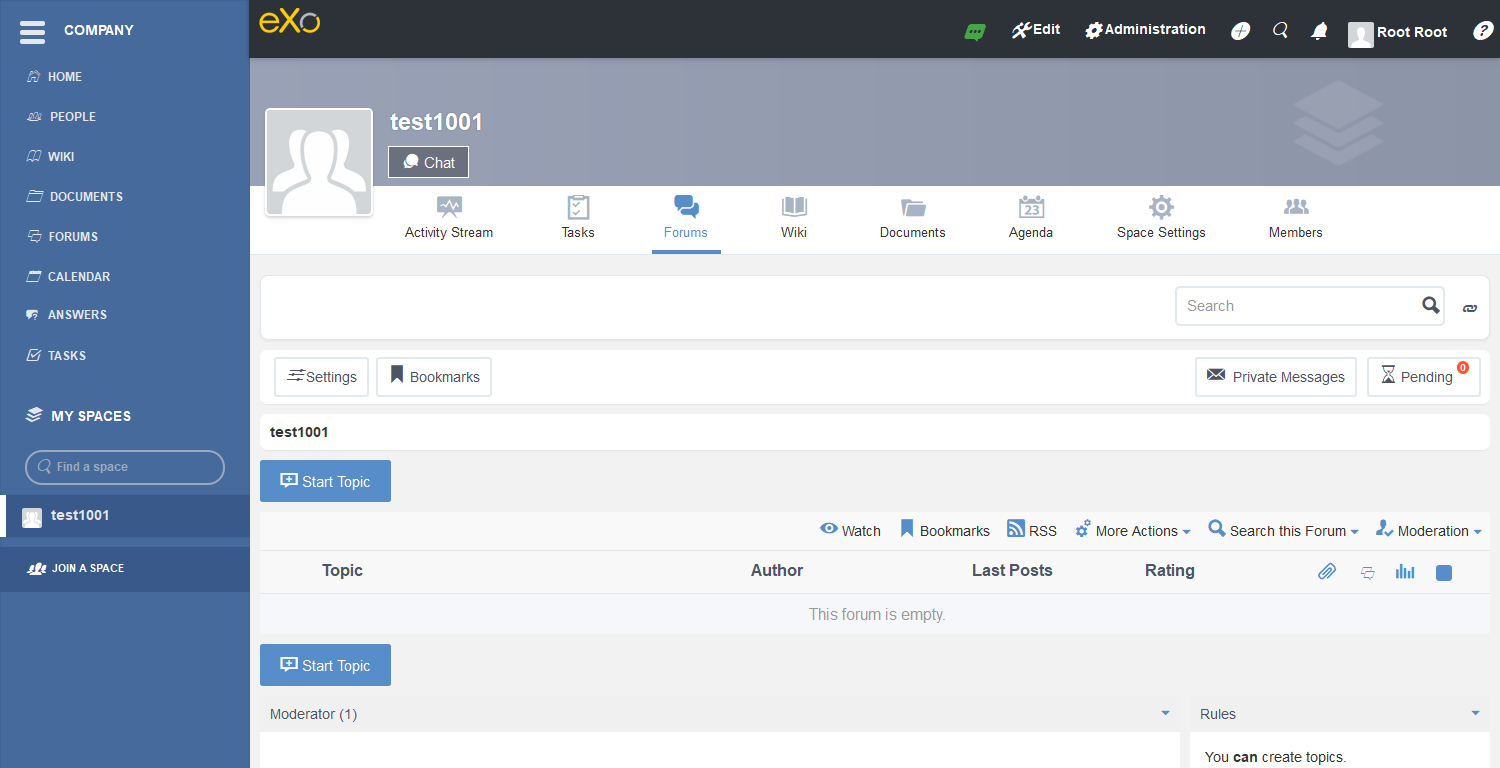 COMPANY
eXo
Edit
Administration
Root Root
?
HOME
PEOPLE
WIKI
DOCUMENTS
FORUMS
CALENDAR
ANSWERS
TASKS
MY SPACES
Find a space
test1001
JOIN A SPACE
test1001
Chat
Activity Stream
Tasks
Forums
Wiki
Documents
23
Agenda
Space Settings
Members
Search
Settings
Bookmarks
Private Messages
Pending
0
test1001
Start Topic
Watch
Bookmarks
RSS
More Actions
Search this Forum
Moderation
Topic
Author
Last Posts
Rating
This forum is empty.
Start Topic
Moderator (1)
Rules
You can create topics.